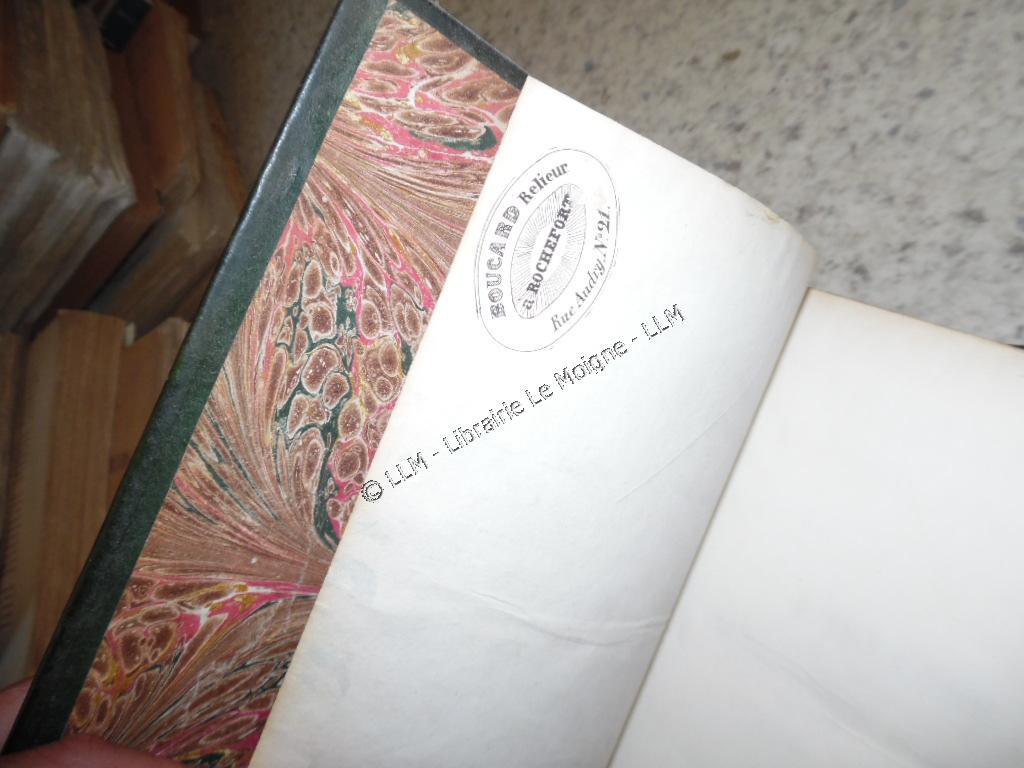 BOUCARD Relieur
à ROCHEFORT
Rue Audry, N° 21.
© LLM - Librairie Le Moigne - LLM